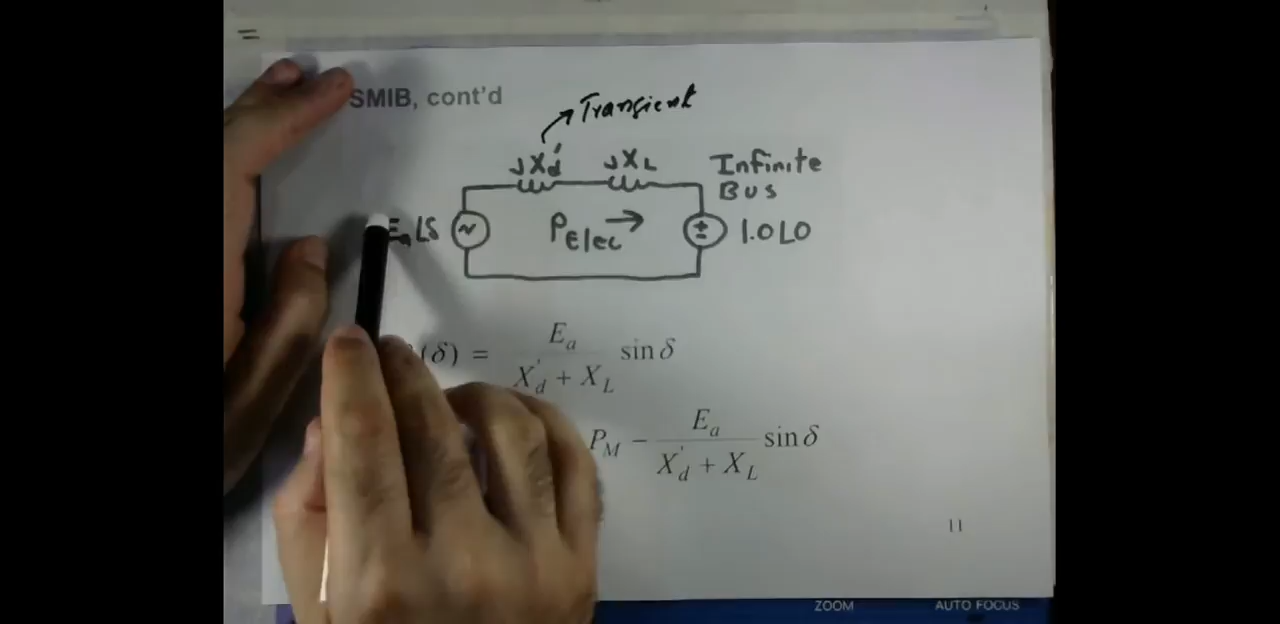 SMIB, cont'd
Transient
jX'd jXL Infinite
Bus
Ea∠δ PElec → 1.0∠0
(δ) = Ea / (X'd + XL) sin δ
PM − Ea / (X'd + XL) sin δ
11
ZOOM AUTO FOCUS